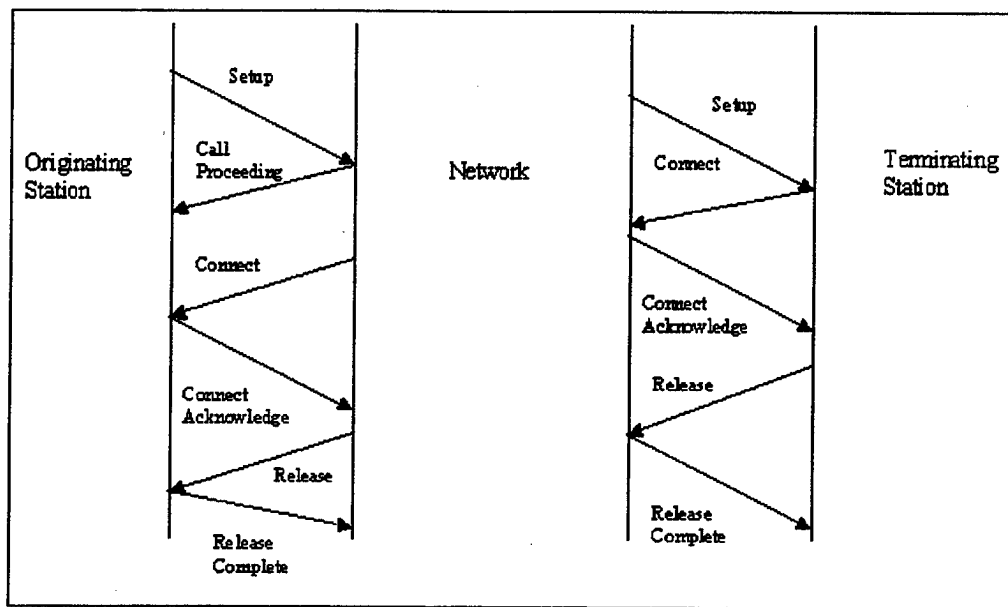 Setup
Call
Proceeding
Originating
Station
Connect
Connect
Acknowledge
Release
Release
Complete
Network
Setup
Connect
Terminating
Station
Connect
Acknowledge
Release
Release
Complete